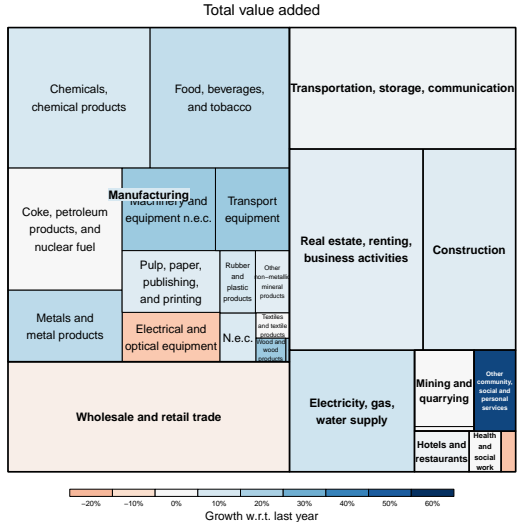 Total value added
Chemicals,
chemical products
Food, beverages,
and tobacco
Transportation, storage, communication
Manufacturing
Coke, petroleum
products, and
nuclear fuel
Machinery and
equipment n.e.c.
Transport
equipment
Real estate, renting,
business activities
Construction
Pulp, paper,
publishing,
and printing
Rubber
and
plastic
products
Other
non-metallic
mineral
products
Metals and
metal products
Electrical and
optical equipment
N.e.c.
Textiles
and textile
products
Wood and
wood
products
Wholesale and retail trade
Electricity, gas,
water supply
Mining and
quarrying
Other
community,
social and
personal
services
Hotels and
restaurants
Health
and
social
work
−20% −10% 0% 10% 20% 30% 40% 50% 60%
Growth w.r.t. last year